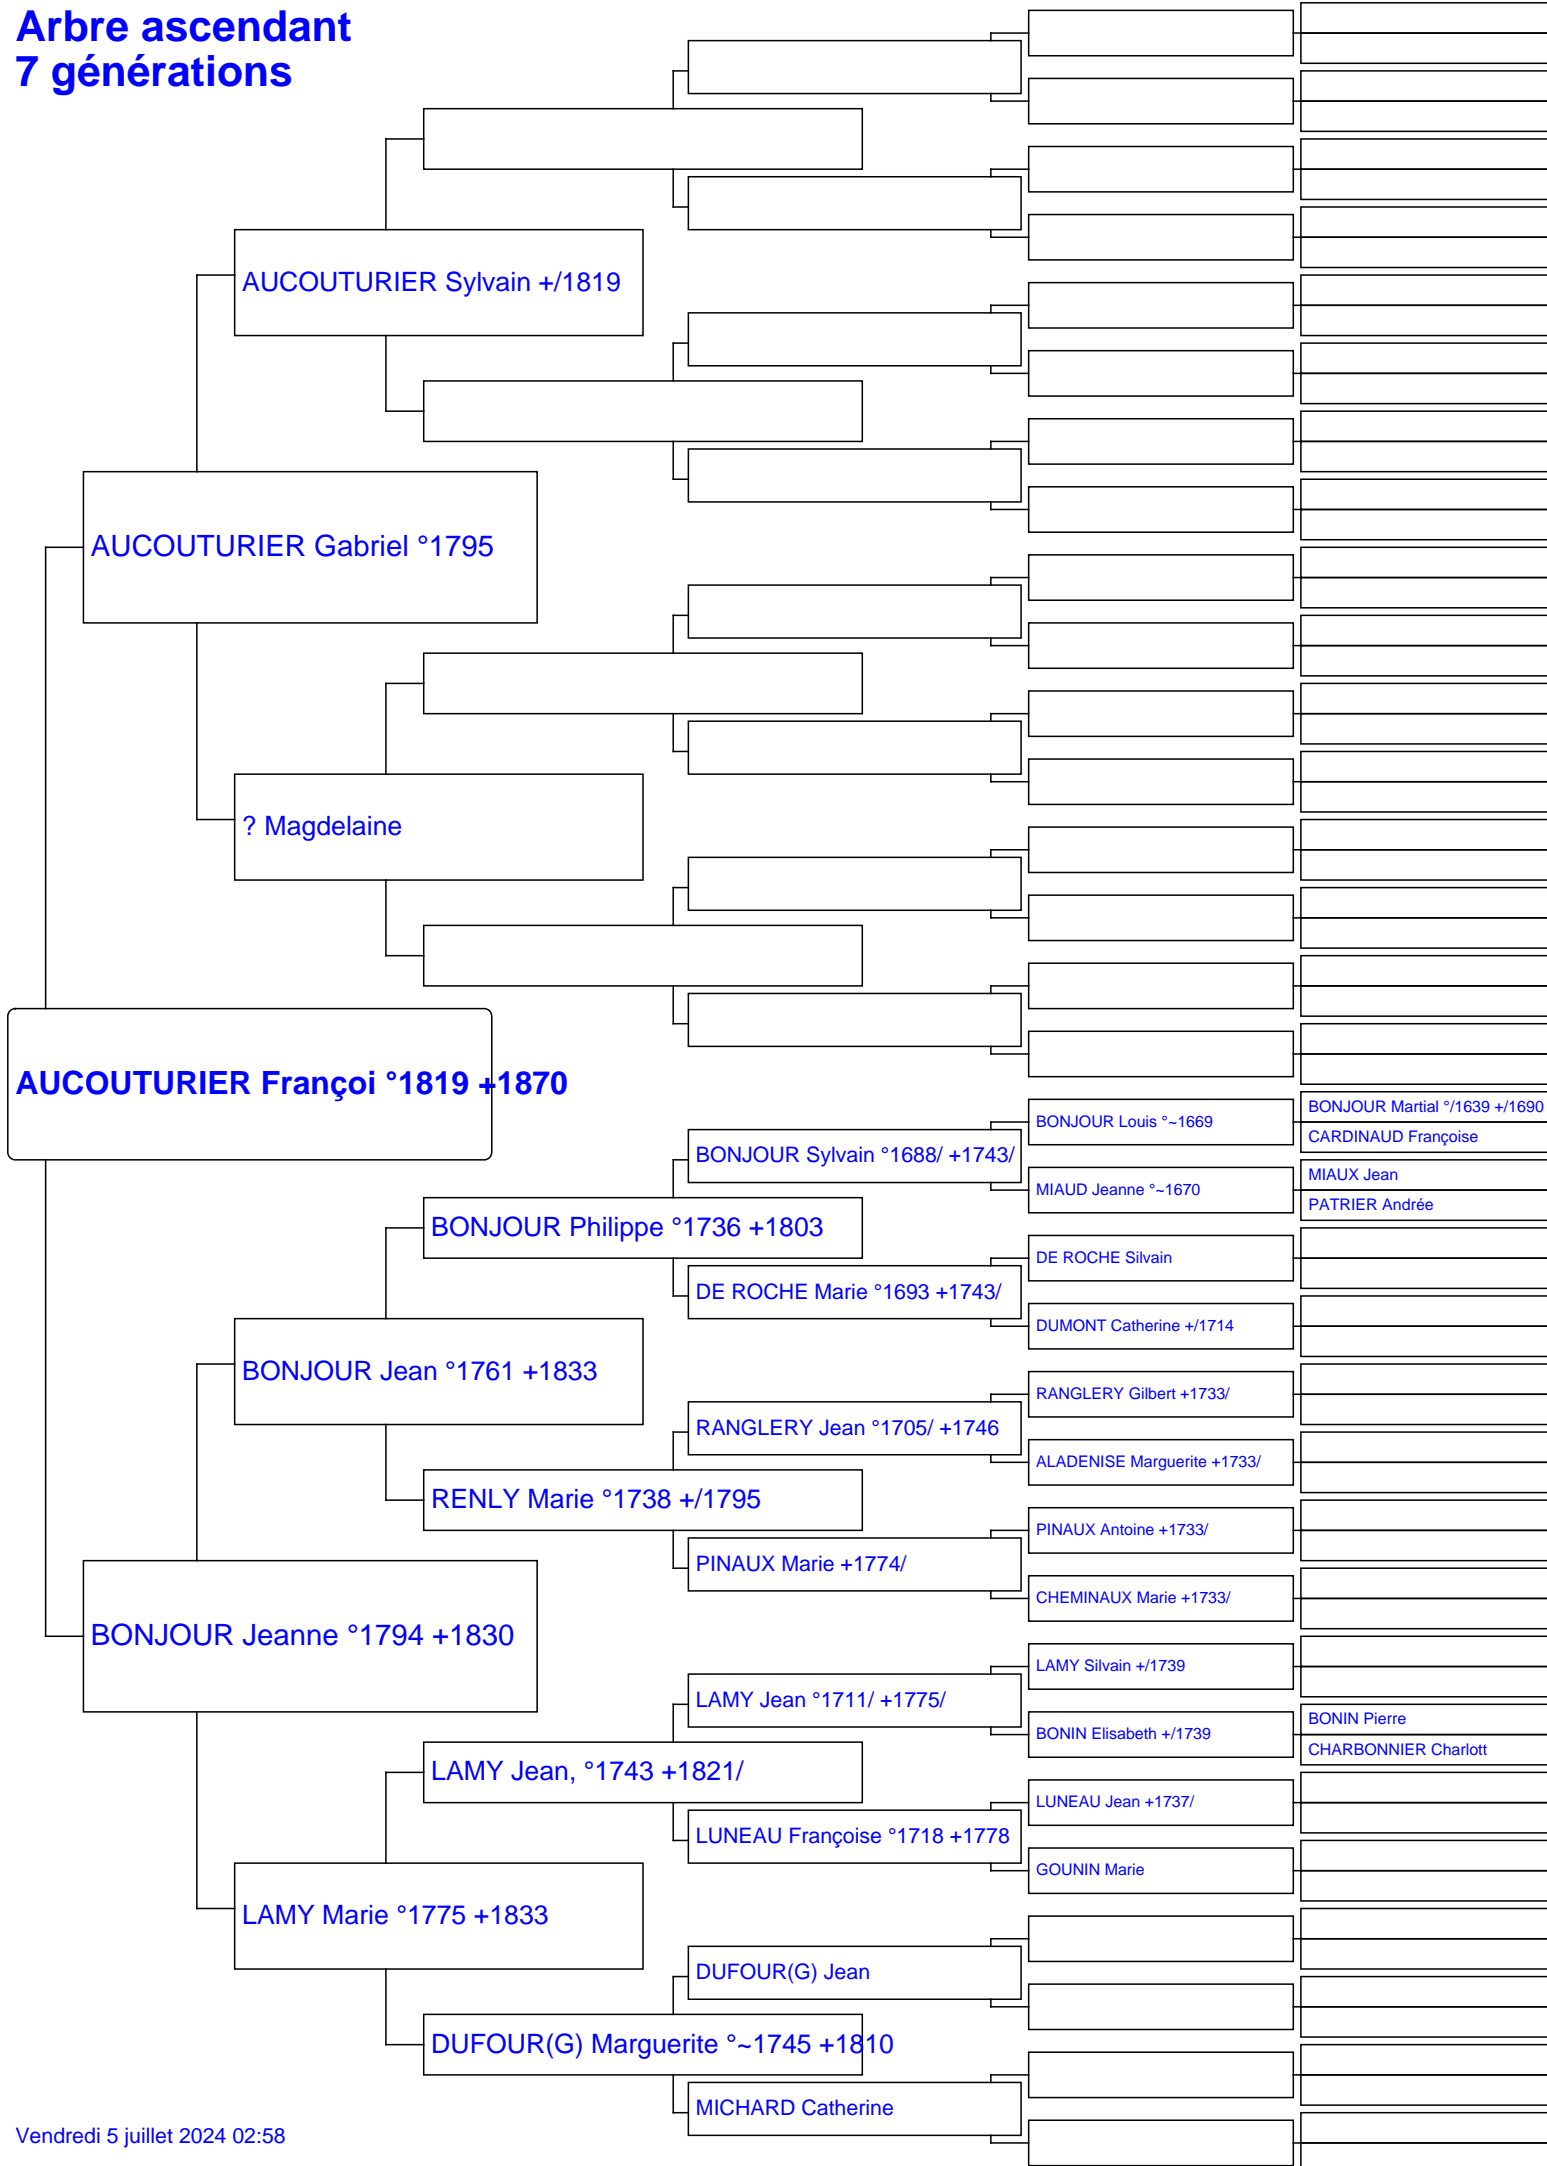 Arbre ascendant
7 générations
AUCOUTURIER Sylvain +/1819
AUCOUTURIER Gabriel °1795
? Magdelaine
AUCOUTURIER Françoi °1819 +1870
BONJOUR Martial °/1639 +/1690
BONJOUR Louis °~1669
CARDINAUD Françoise
BONJOUR Sylvain °1688/ +1743/
MIAUX Jean
MIAUD Jeanne °~1670
PATRIER Andrée
BONJOUR Philippe °1736 +1803
DE ROCHE Silvain
DE ROCHE Marie °1693 +1743/
DUMONT Catherine +/1714
BONJOUR Jean °1761 +1833
RANGLERY Gilbert +1733/
RANGLERY Jean °1705/ +1746
ALADENISE Marguerite +1733/
RENLY Marie °1738 +/1795
PINAUX Antoine +1733/
PINAUX Marie +1774/
CHEMINAUX Marie +1733/
BONJOUR Jeanne °1794 +1830
LAMY Silvain +/1739
LAMY Jean °1711/ +1775/
BONIN Pierre
BONIN Elisabeth +/1739
CHARBONNIER Charlott
LAMY Jean, °1743 +1821/
LUNEAU Jean +1737/
LUNEAU Françoise °1718 +1778
GOUNIN Marie
LAMY Marie °1775 +1833
DUFOUR(G) Jean
DUFOUR(G) Marguerite °~1745 +1810
MICHARD Catherine
Vendredi 5 juillet 2024 02:58